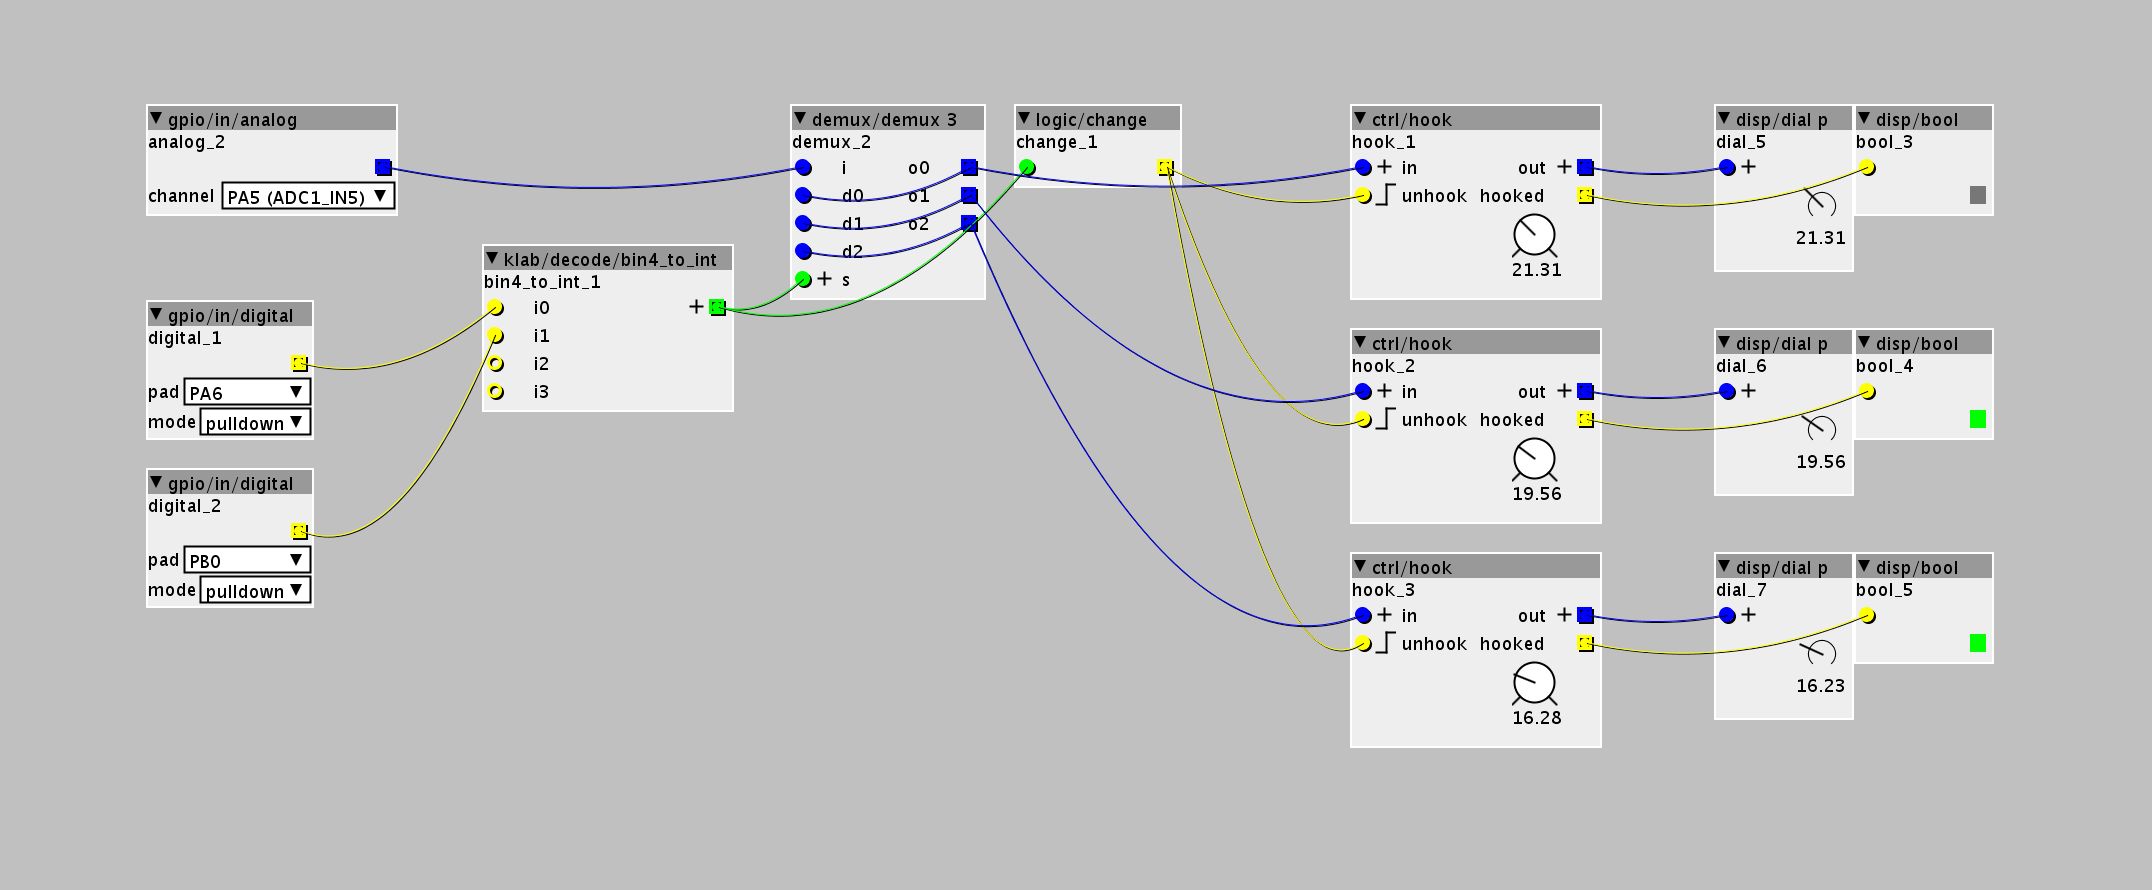 gpio/in/analog
analog_2
channel PA5 (ADC1_IN5)
gpio/in/digital
digital_1
pad PA6
mode pulldown
gpio/in/digital
digital_2
pad PB0
mode pulldown
klab/decode/bin4_to_int
bin4_to_int_1
i0 +
i1
i2
i3
demux/demux 3
demux_2
i o0
d0 o1
d1 o2
d2
+ s
logic/change
change_1
ctrl/hook
hook_1
+ in out +
unhook hooked
21.31
disp/dial p
dial_5
+
21.31
disp/bool
bool_3
ctrl/hook
hook_2
+ in out +
unhook hooked
19.56
disp/dial p
dial_6
+
19.56
disp/bool
bool_4
ctrl/hook
hook_3
+ in out +
unhook hooked
16.28
disp/dial p
dial_7
+
16.23
disp/bool
bool_5